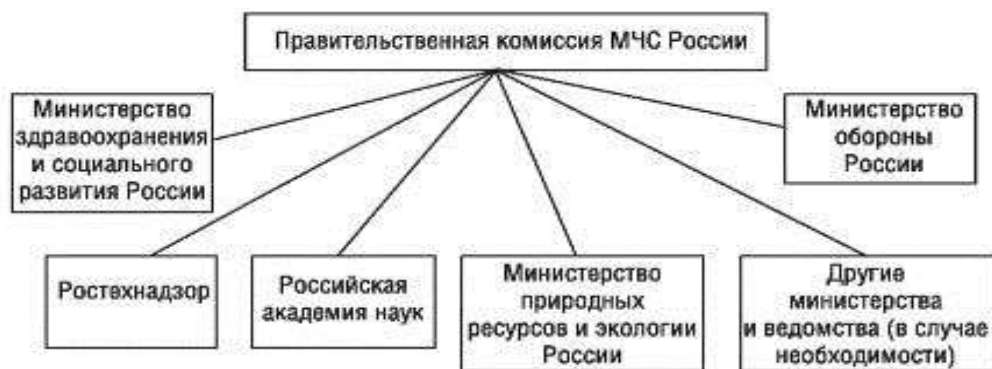 Правительственная комиссия МЧС России
Министерство
здравоохранения
и социального
развития России
Министерство
обороны
России
Ростехнадзор
Российская
академия наук
Министерство
природных
ресурсов и экологии
России
Другие
министерства
и ведомства (в случае
необходимости)